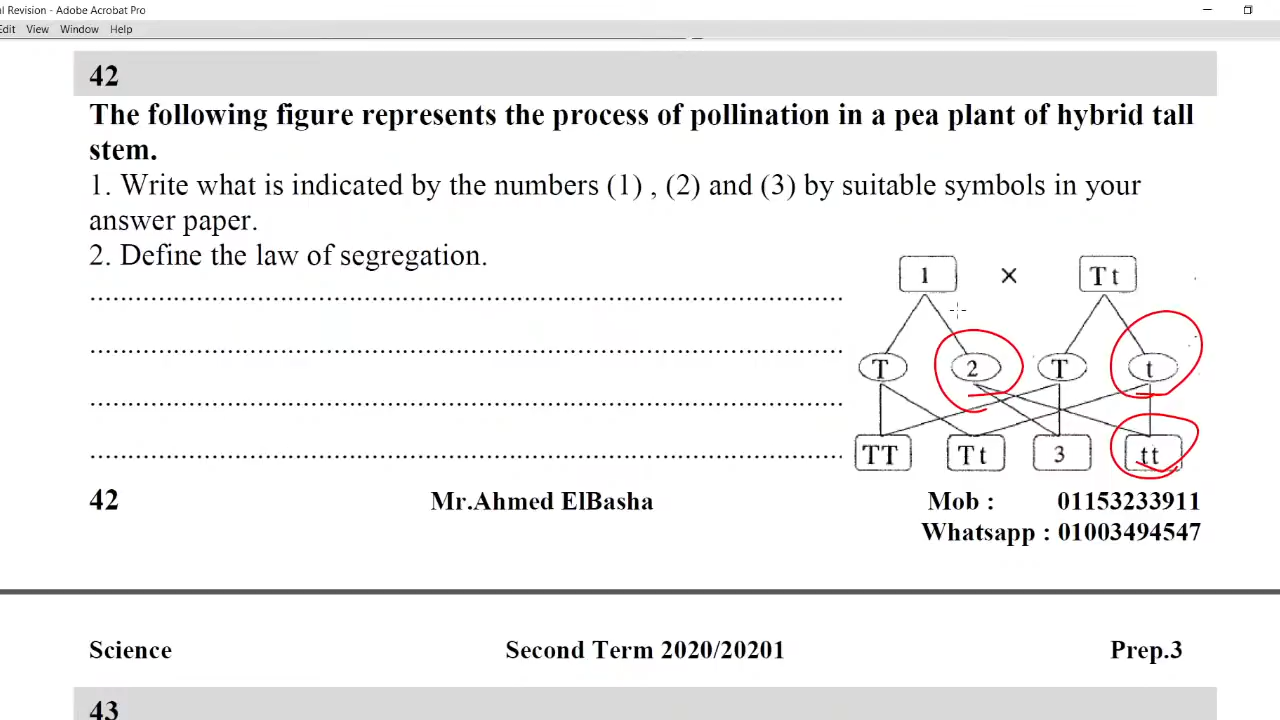 l Revision - Adobe Acrobat Pro
Edit View Window Help
42
The following figure represents the process of pollination in a pea plant of hybrid tall
stem.
1. Write what is indicated by the numbers (1) , (2) and (3) by suitable symbols in your
answer paper.
2. Define the law of segregation.
1 × Tt
T 2 T t
TT Tt 3 tt
42 Mr.Ahmed ElBasha Mob : 01153233911
Whatsapp : 01003494547
Science Second Term 2020/20201 Prep.3
43